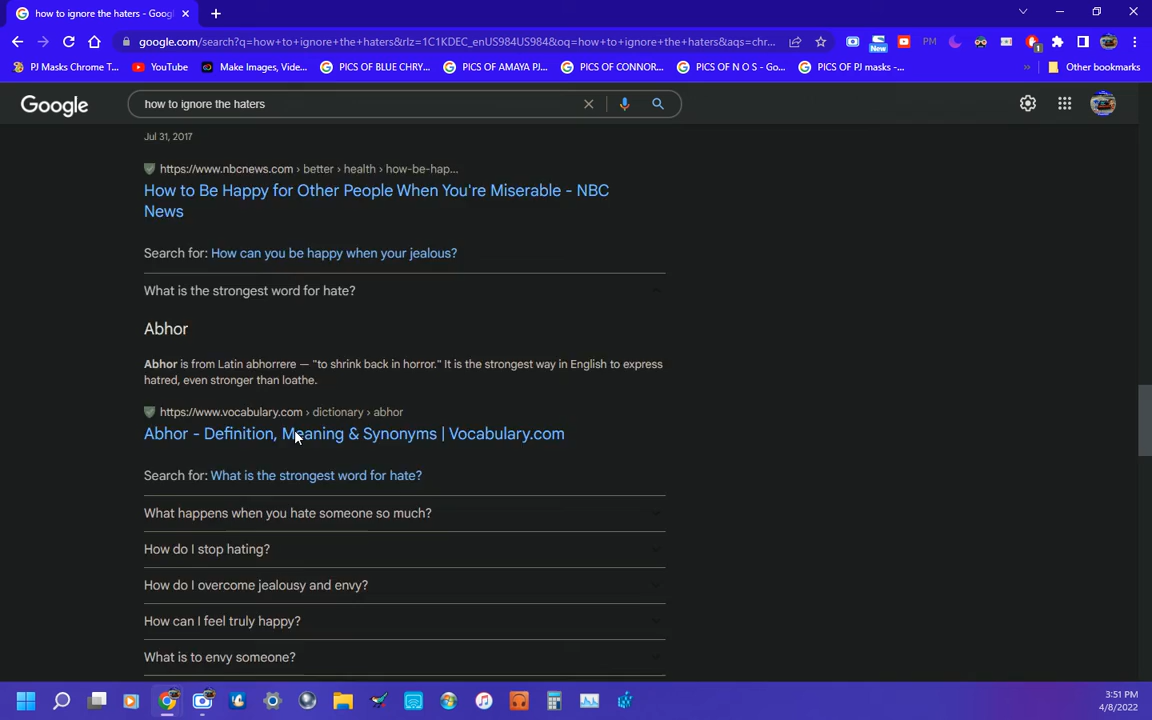 how to ignore the haters - Goog
google.com/search?q=how+to+ignore+the+haters&rlz=1C1KDEC_enUS984US984&oq=how+to+ignore+the+haters&aqs=chr...
New
PM
1
PJ Masks Chrome T...
YouTube
Make Images, Vide...
PICS OF BLUE CHRY...
PICS OF AMAYA PJ...
PICS OF CONNOR...
PICS OF N O S - Go...
PICS OF PJ masks -...
»
Other bookmarks
Google
how to ignore the haters
Jul 31, 2017
https://www.nbcnews.com › better › health › how-be-hap...
How to Be Happy for Other People When You're Miserable - NBC
News
Search for: How can you be happy when your jealous?
What is the strongest word for hate?
Abhor
Abhor is from Latin abhorrere — "to shrink back in horror." It is the strongest way in English to express
hatred, even stronger than loathe.
https://www.vocabulary.com › dictionary › abhor
Abhor - Definition, Meaning & Synonyms | Vocabulary.com
Search for: What is the strongest word for hate?
What happens when you hate someone so much?
How do I stop hating?
How do I overcome jealousy and envy?
How can I feel truly happy?
What is to envy someone?
3:51 PM
4/8/2022